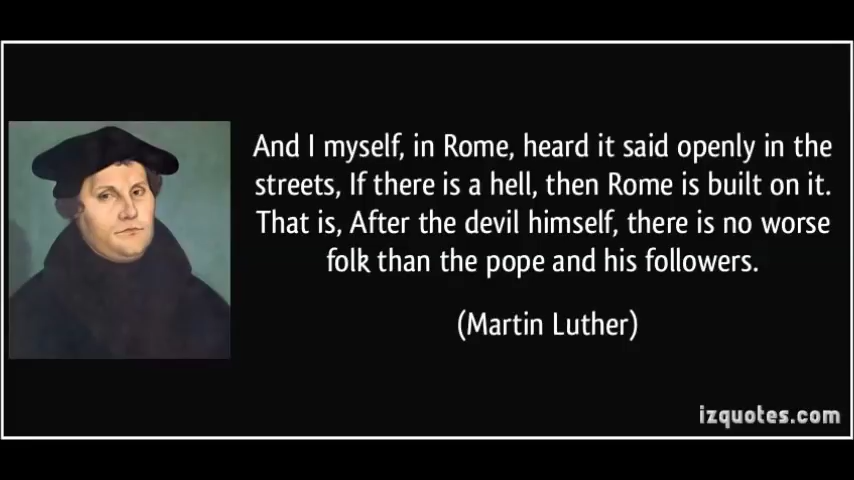 And I myself, in Rome, heard it said openly in the
streets, If there is a hell, then Rome is built on it.
That is, After the devil himself, there is no worse
folk than the pope and his followers.
(Martin Luther)
izquotes.com